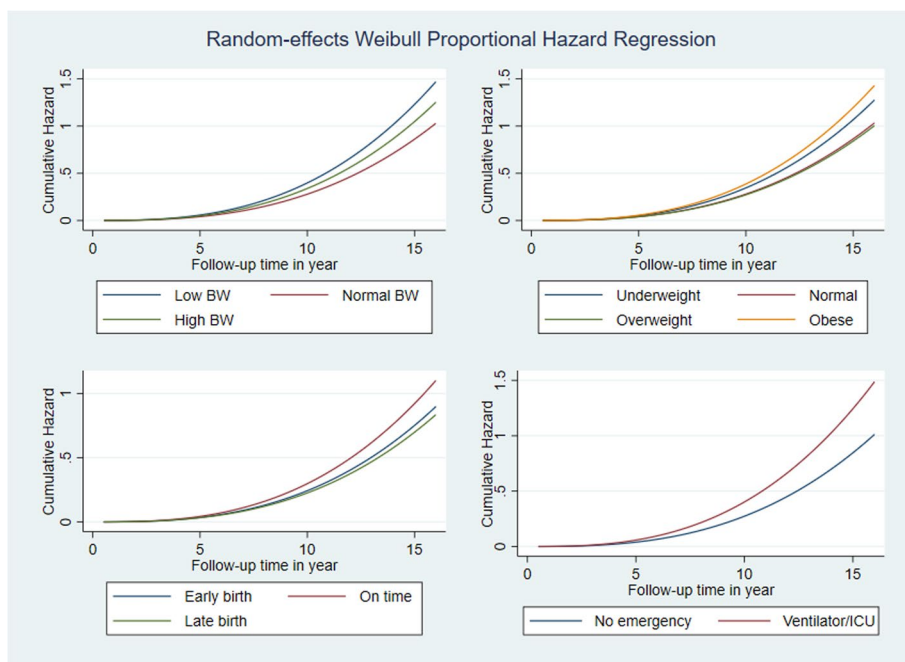 Random-effects Weibull Proportional Hazard Regression
Cumulative Hazard
0 .5 1 1.5
0 5 10 15
Follow-up time in year
Low BW Normal BW
High BW
Cumulative Hazard
0 .5 1 1.5
0 5 10 15
Follow-up time in year
Underweight Normal
Overweight Obese
Cumulative Hazard
0 .5 1
0 5 10 15
Follow-up time in year
Early birth On time
Late birth
Cumulative Hazard
0 .5 1 1.5
0 5 10 15
Follow-up time in year
No emergency Ventilator/ICU